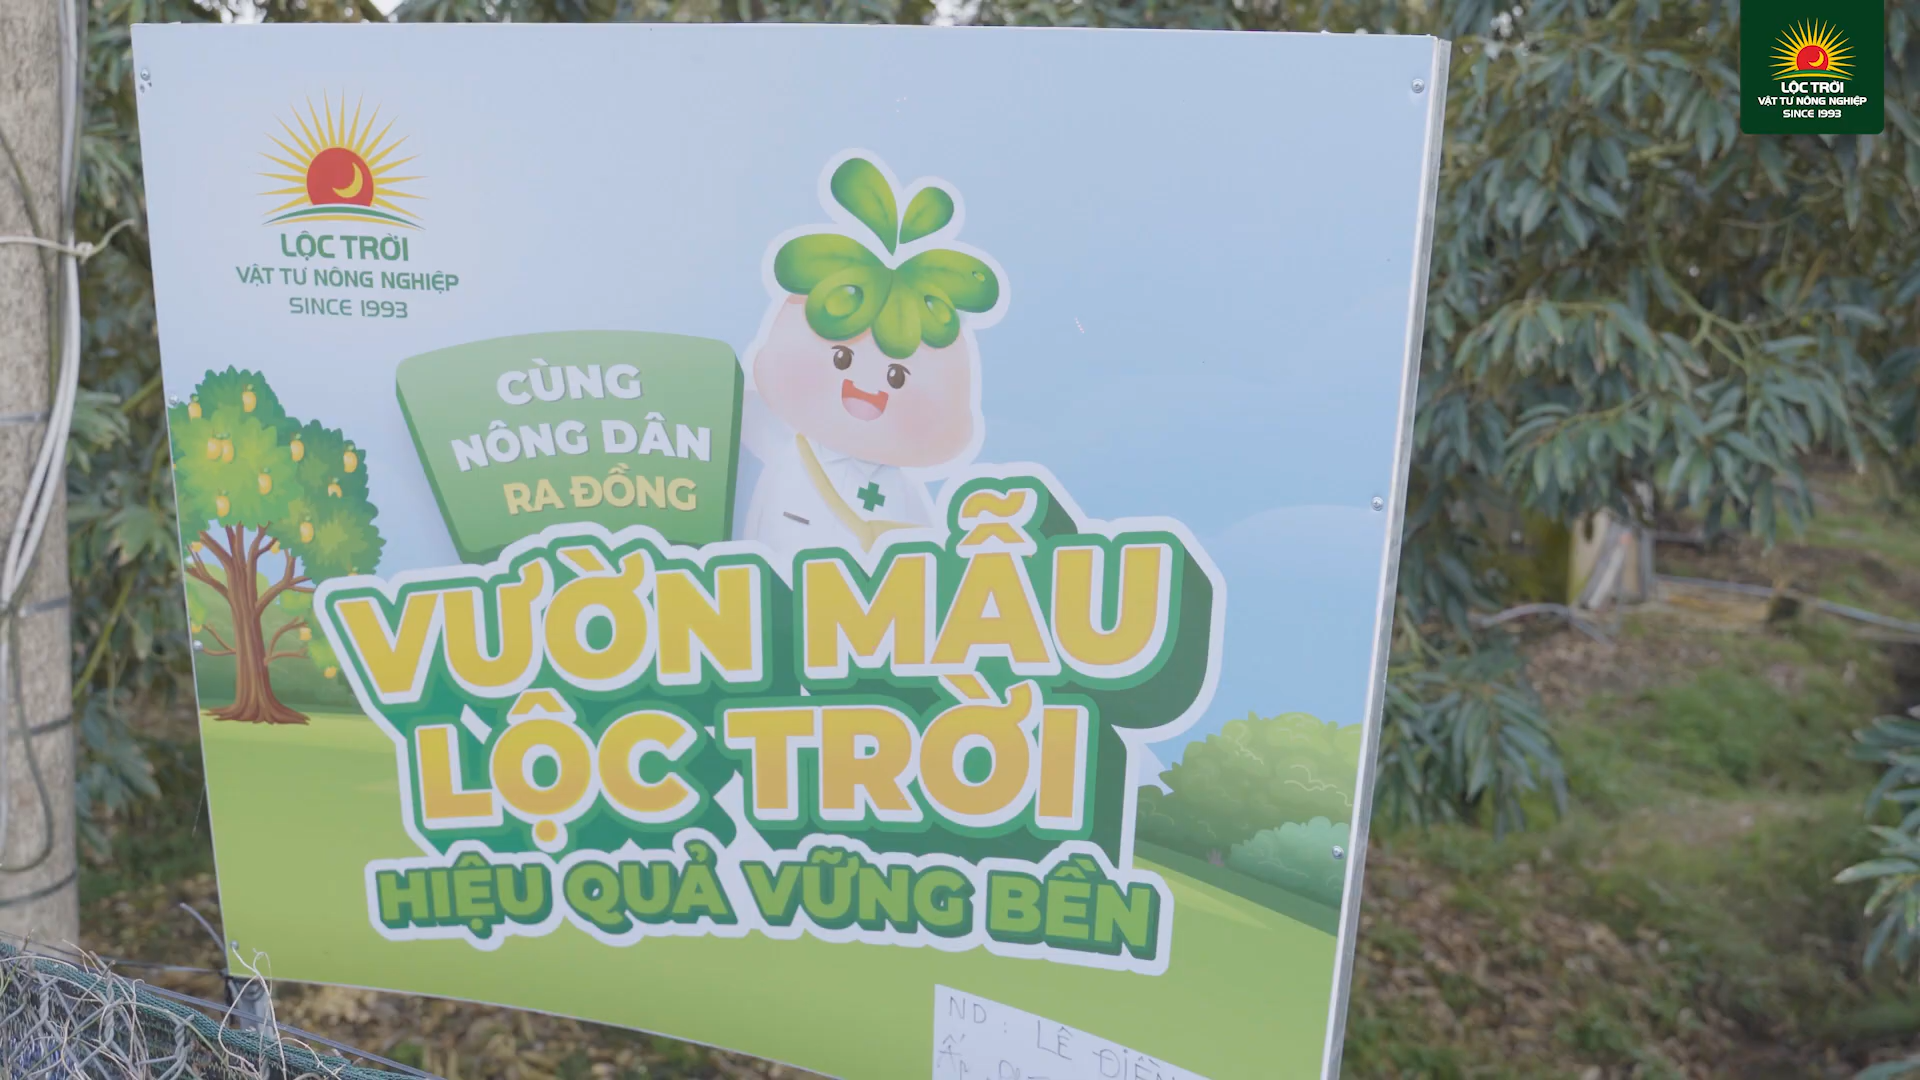 LỘC TRỜI
VẬT TƯ NÔNG NGHIỆP
SINCE 1993
LỘC TRỜI
VẬT TƯ NÔNG NGHIỆP
SINCE 1993
CÙNG
NÔNG DÂN
RA ĐỒNG
VƯỜN MẪU
LỘC TRỜI
HIỆU QUẢ VỮNG BỀN
ND: LÊ
Ấp